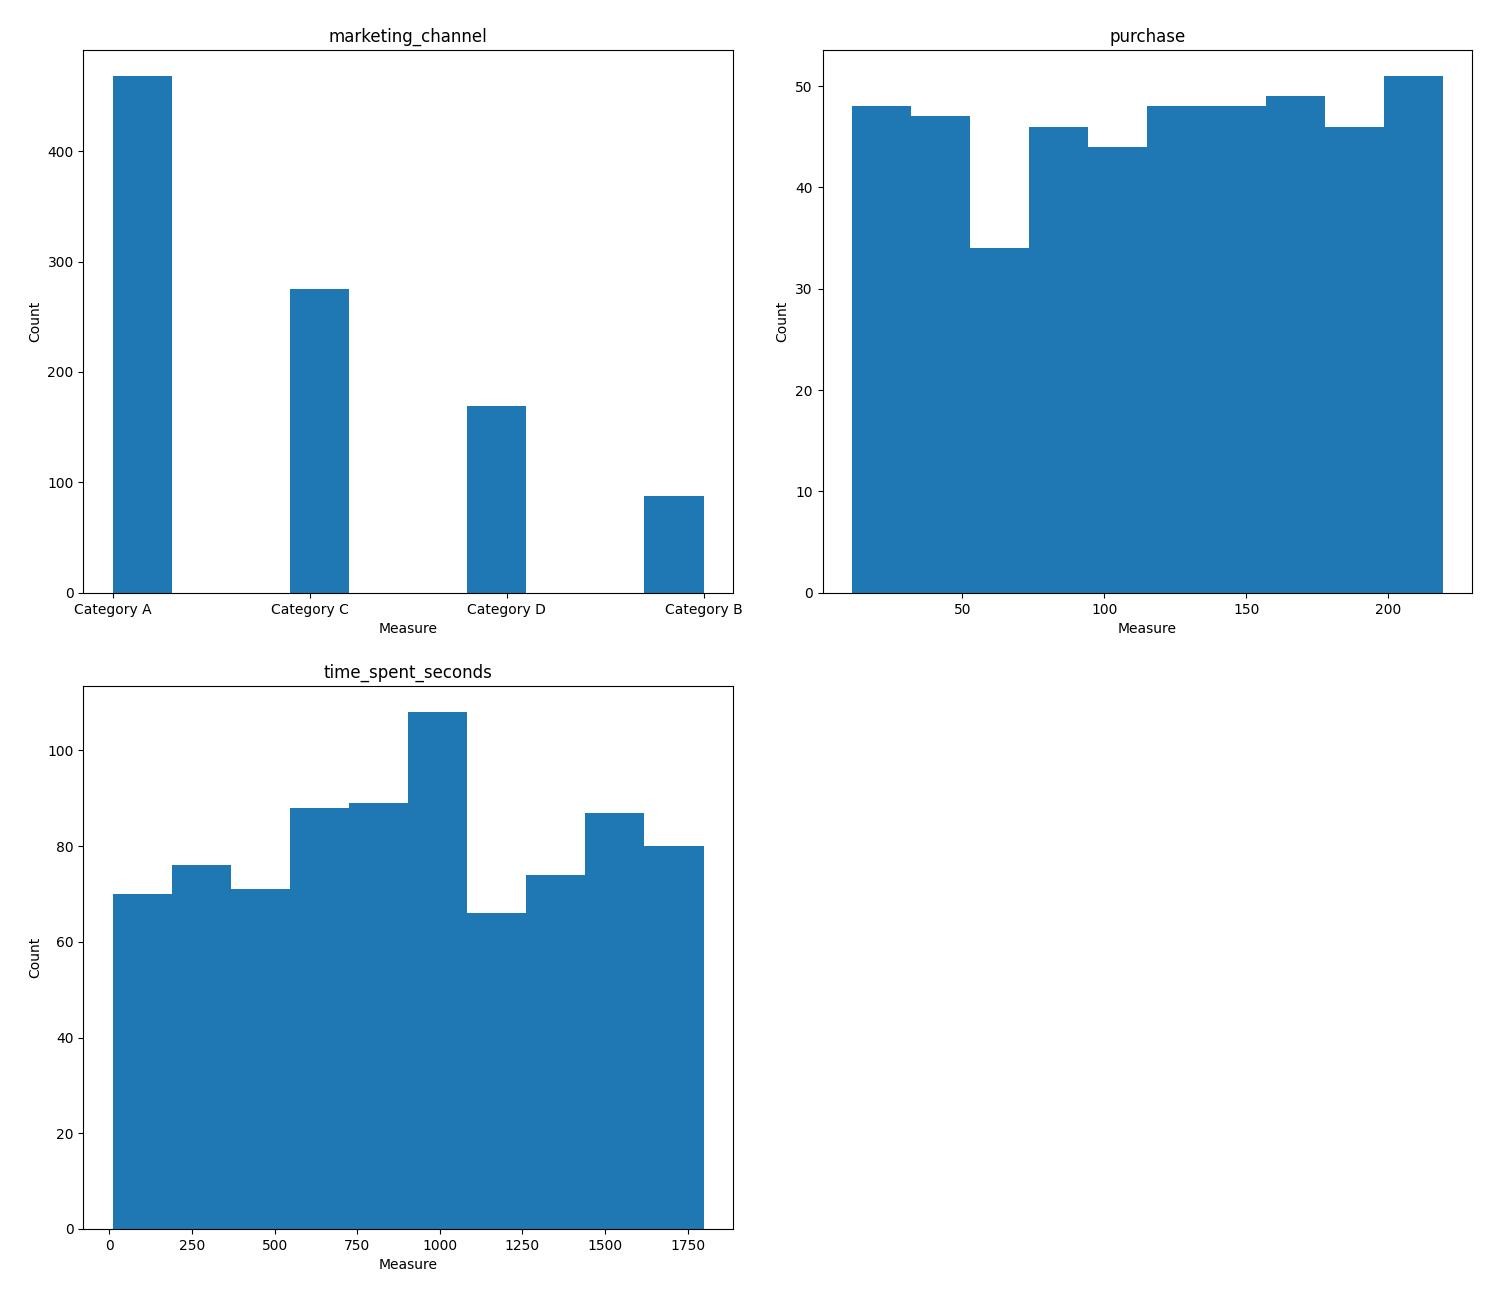 marketing_channel
Count
400
300
200
100
0
Category A Category C Category D Category B
Measure
purchase
Count
50
40
30
20
10
0
50 100 150 200
Measure
time_spent_seconds
Count
100
80
60
40
20
0
0 250 500 750 1000 1250 1500 1750
Measure